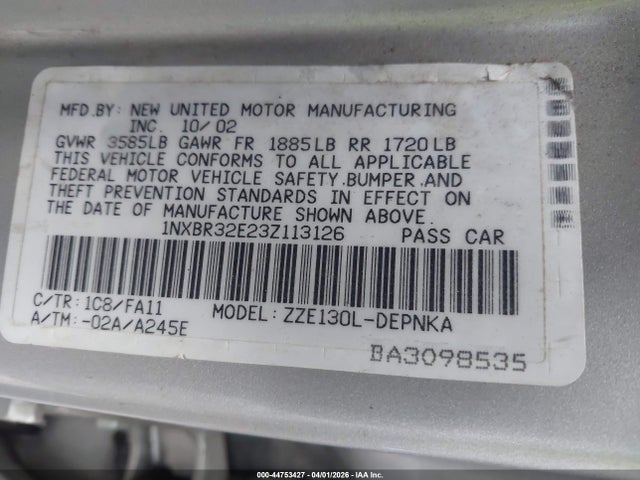 MFD.BY: NEW UNITED MOTOR MANUFACTURING
INC. 10/02
GVWR 3585LB GAWR FR 1885LB RR 1720LB
THIS VEHICLE CONFORMS TO ALL APPLICABLE
FEDERAL MOTOR VEHICLE SAFETY,BUMPER,AND
THEFT PREVENTION STANDARDS IN EFFECT ON
THE DATE OF MANUFACTURE SHOWN ABOVE.
1NXBR32E23Z113126 PASS CAR
C/TR:1C8/FA11
A/TM:-02A/A245E
MODEL:ZZE130L-DEPNKA
BA3098535
000-44753427 - 04/01/2026 - IAA Inc.